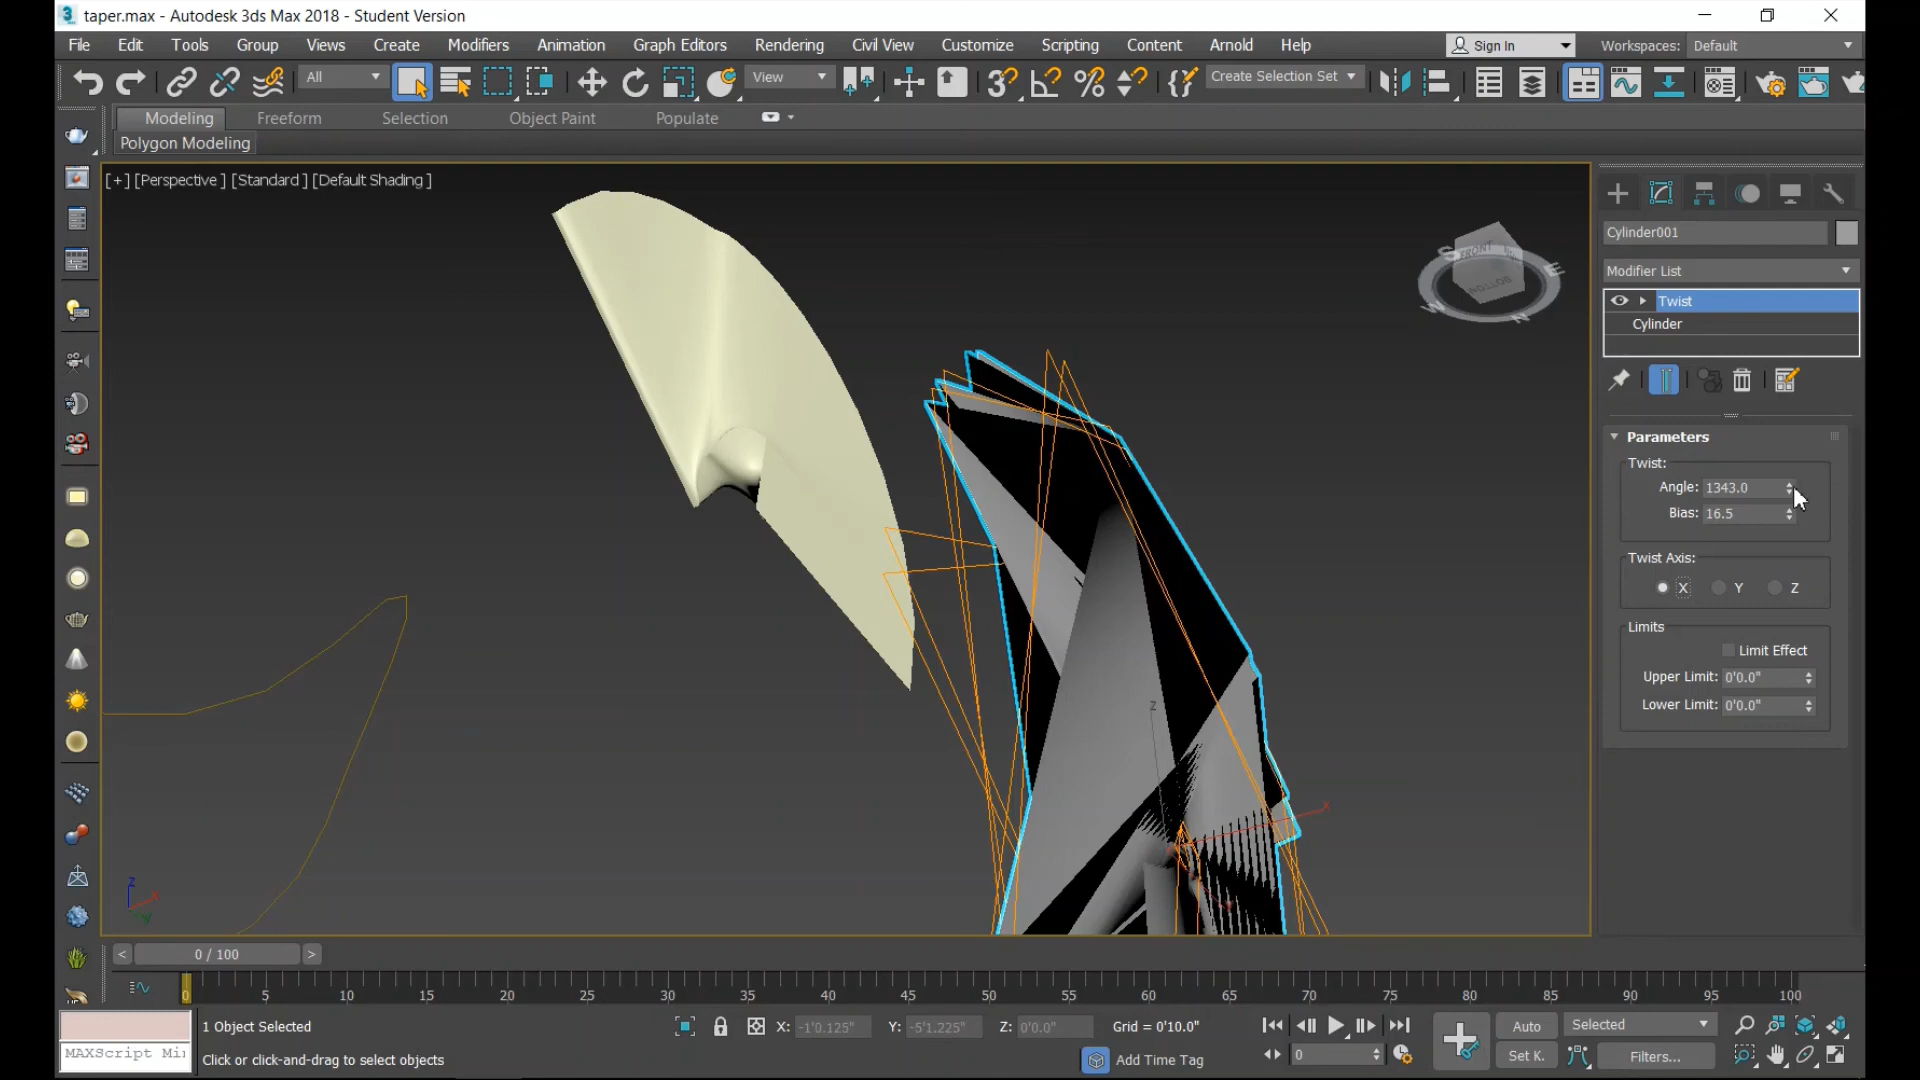 taper.max - Autodesk 3ds Max 2018 - Student Version
File Edit Tools Group Views Create Modifiers Animation Graph Editors Rendering Civil View Customize Scripting Content Arnold Help Sign In Workspaces: Default
All View Create Selection Set
Modeling Freeform Selection Object Paint Populate
Polygon Modeling
[+] [Perspective ] [Standard ] [Default Shading ]
S FRONT E
BOTTOM
W N
Cylinder001
Modifier List
Twist
Cylinder
Parameters
Twist:
Angle: 1343.0
Bias: 16.5
Twist Axis:
X Y Z
Limits
Limit Effect
Upper Limit: 0'0.0"
Lower Limit: 0'0.0"
z
x
z
x
y
< 0 / 100 >
0 5 10 15 20 25 30 35 40 45 50 55 60 65 70 75 80 85 90 95 100
1 Object Selected X: -1'0.125" Y: -5'1.225" Z: 0'0.0" Grid = 0'10.0" Auto Selected
MAXScript Mi: Click or click-and-drag to select objects Add Time Tag 0 Set K. Filters...